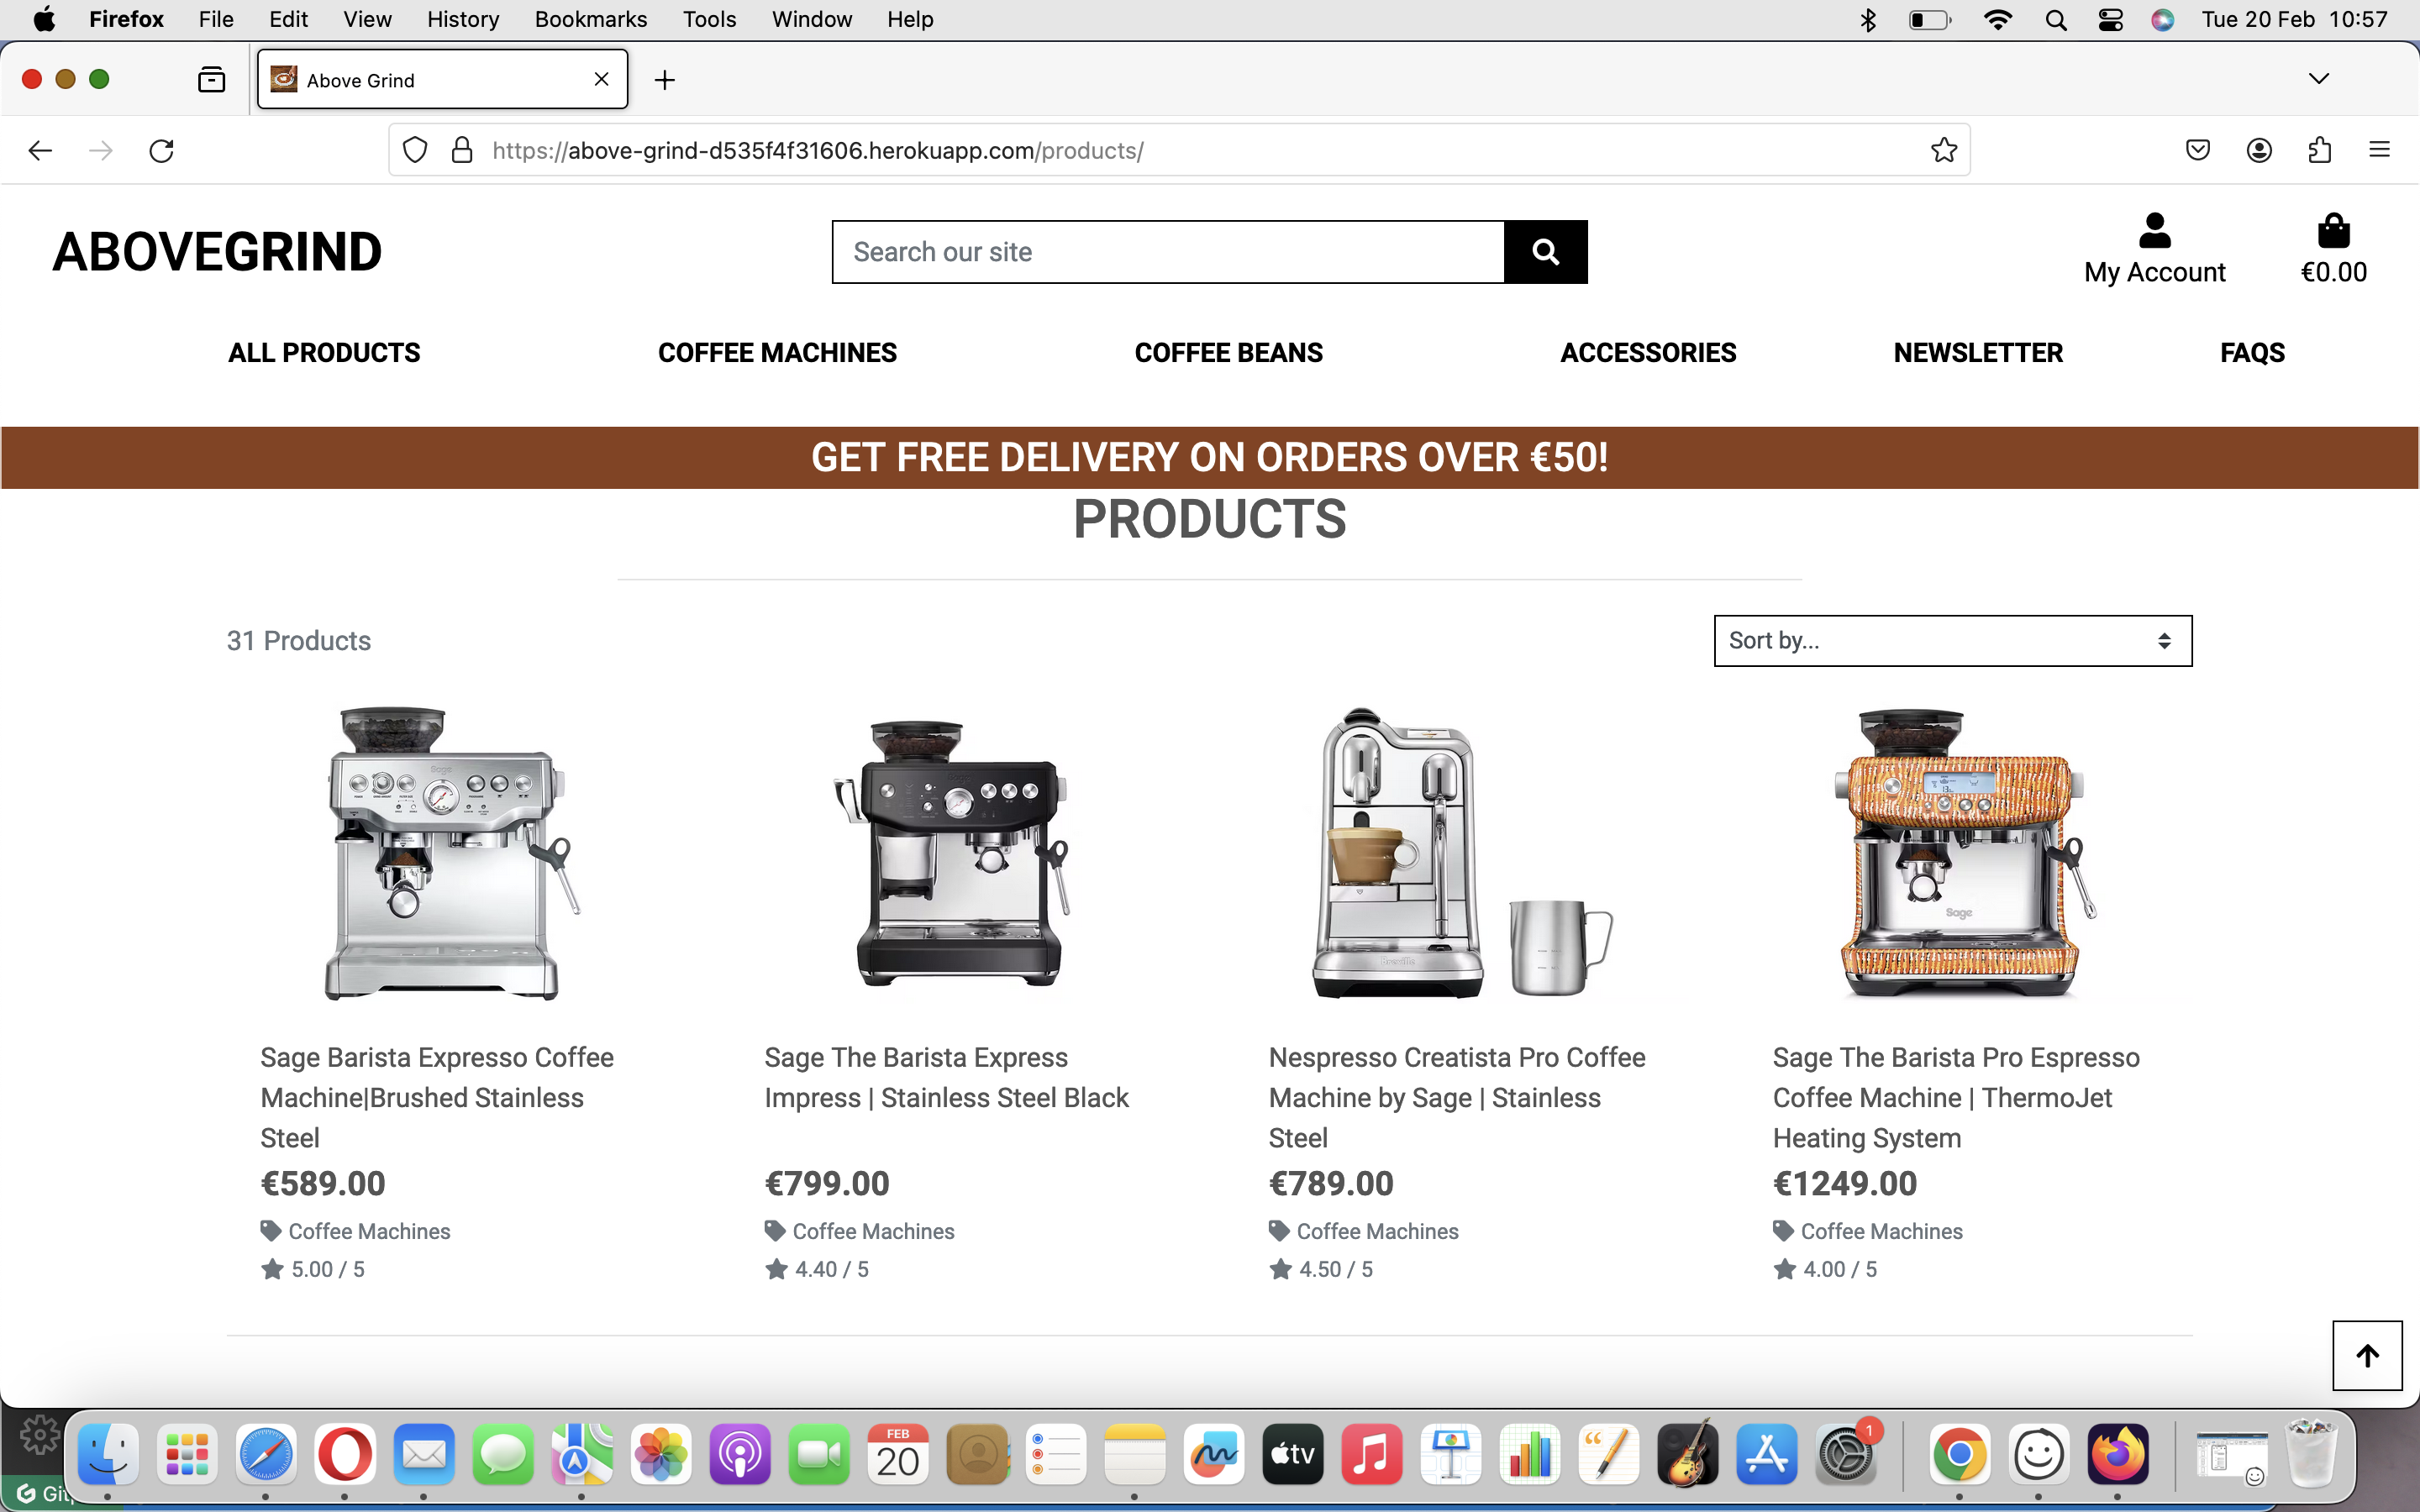 Firefox File Edit View History Bookmarks Tools Window Help Tue 20 Feb 10:57
Above Grind
https://above-grind-d535f4f31606.herokuapp.com/products/
ABOVEGRIND
Search our site
My Account
€0.00
ALL PRODUCTS COFFEE MACHINES COFFEE BEANS ACCESSORIES NEWSLETTER FAQS
GET FREE DELIVERY ON ORDERS OVER €50!
PRODUCTS
31 Products
Sort by...
Sage
Sage Barista Expresso Coffee
Machine|Brushed Stainless
Steel
€589.00
Coffee Machines
5.00 / 5
Sage The Barista Express
Impress | Stainless Steel Black
€799.00
Coffee Machines
4.40 / 5
Nespresso Creatista Pro Coffee
Machine by Sage | Stainless
Steel
€789.00
Coffee Machines
4.50 / 5
Sage The Barista Pro Espresso
Coffee Machine | ThermoJet
Heating System
€1249.00
Coffee Machines
4.00 / 5
FEB
20
tv
1